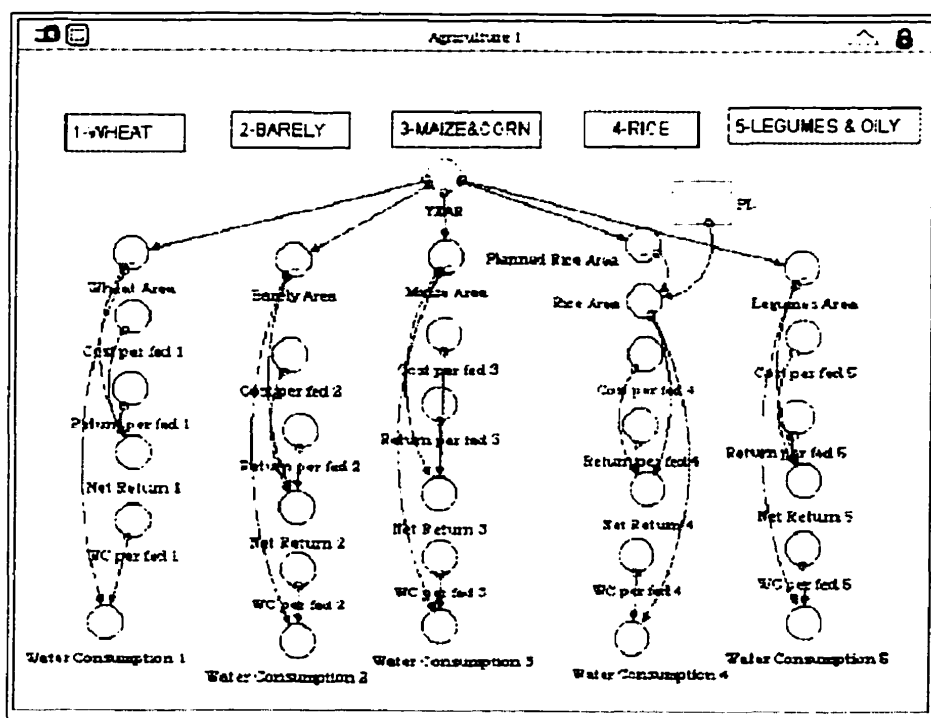 Agriculture 1
1-WHEAT
2-BARELY
3-MAIZE&CORN
4-RICE
5-LEGUMES & OILY
YEAR
Planned Rice Area
Wheat Area
Barely Area
Maize Area
Rice Area
Legumes Area
Cost per fed 1
Cost per fed 2
Cost per fed 3
Cost per fed 4
Cost per fed 5
Return per fed 1
Return per fed 2
Return per fed 3
Return per fed 4
Return per fed 5
Net Return 1
Net Return 2
Net Return 3
Net Return 4
Net Return 5
WC per fed 1
WC per fed 2
WC per fed 3
WC per fed 4
WC per fed 5
Water Consumption 1
Water Consumption 2
Water Consumption 3
Water Consumption 4
Water Consumption 5